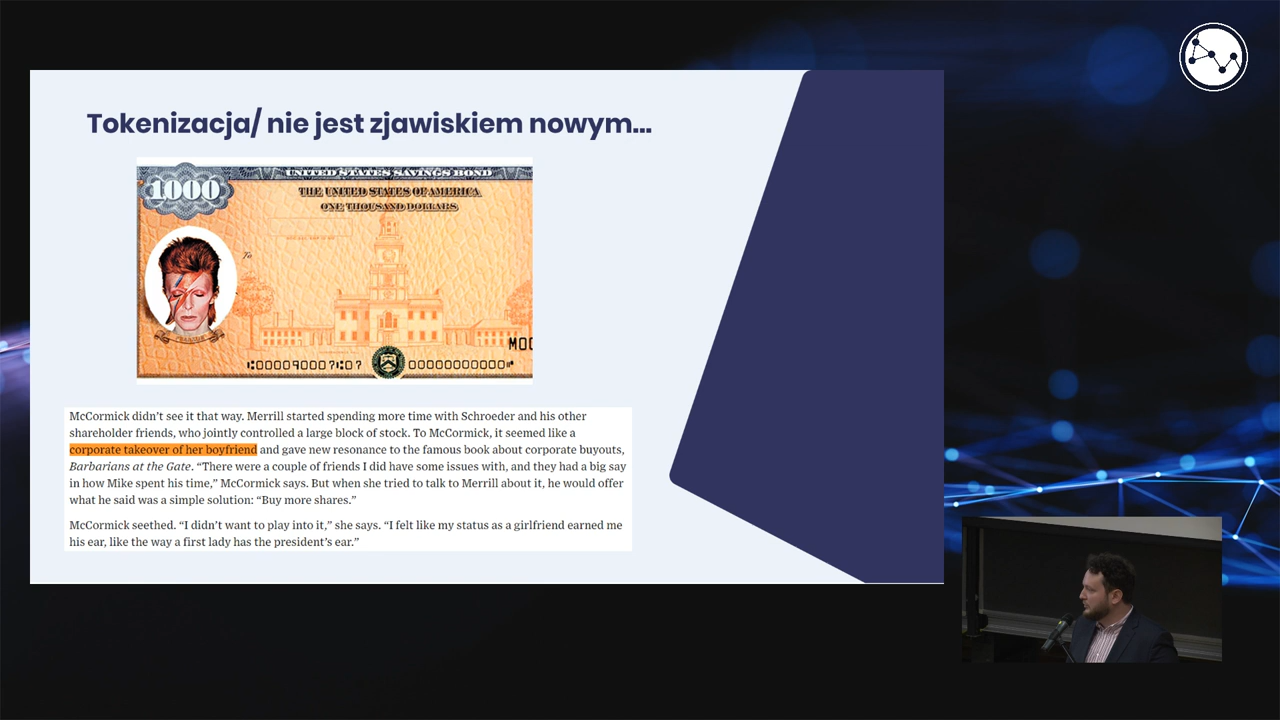 Tokenizacja/ nie jest zjawiskiem nowym...
UNITED STATES SAVINGS BOND
1000
THE UNITED STATES OF AMERICA
ONE THOUSAND DOLLARS
To
McCormick didn’t see it that way. Merrill started spending more time with Schroeder and his other
shareholder friends, who jointly controlled a large block of stock. To McCormick, it seemed like a
corporate takeover of her boyfriend and gave new resonance to the famous book about corporate buyouts,
Barbarians at the Gate. “There were a couple of friends I did have some issues with, and they had a big say
in how Mike spent his time,” McCormick says. But when she tried to talk to Merrill about it, he would offer
what he said was a simple solution: “Buy more shares.”
McCormick seethed. “I didn’t want to play into it,” she says. “I felt like my status as a girlfriend earned me
his ear, like the way a first lady has the president’s ear.”